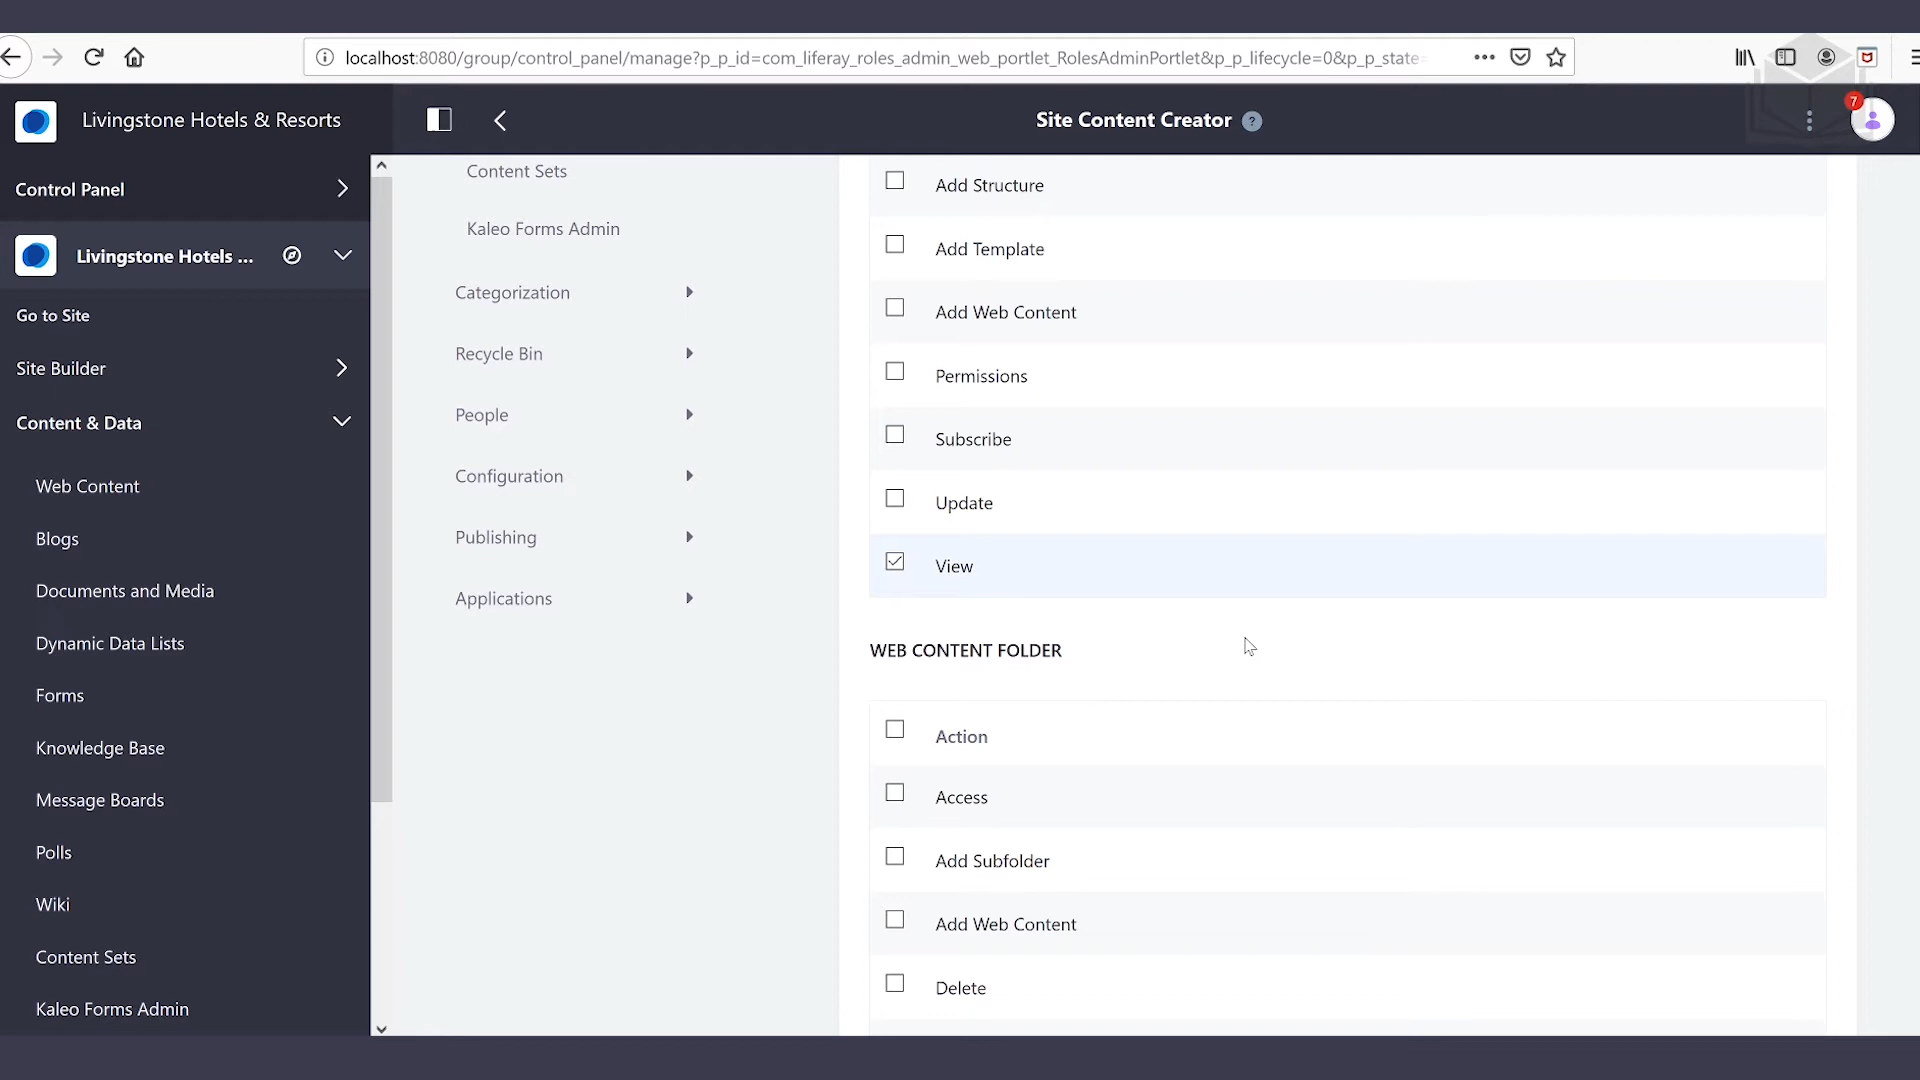 localhost:8080/group/control_panel/manage?p_p_id=com_liferay_roles_admin_web_portlet_RolesAdminPortlet&p_p_lifecycle=0&p_p_state=
Livingstone Hotels & Resorts
Site Content Creator ?
7
Control Panel
Livingstone Hotels ...
Go to Site
Site Builder
Content & Data
Web Content
Blogs
Documents and Media
Dynamic Data Lists
Forms
Knowledge Base
Message Boards
Polls
Wiki
Content Sets
Kaleo Forms Admin
Content Sets
Kaleo Forms Admin
Categorization
Recycle Bin
People
Configuration
Publishing
Applications
Add Structure
Add Template
Add Web Content
Permissions
Subscribe
Update
View
WEB CONTENT FOLDER
Action
Access
Add Subfolder
Add Web Content
Delete